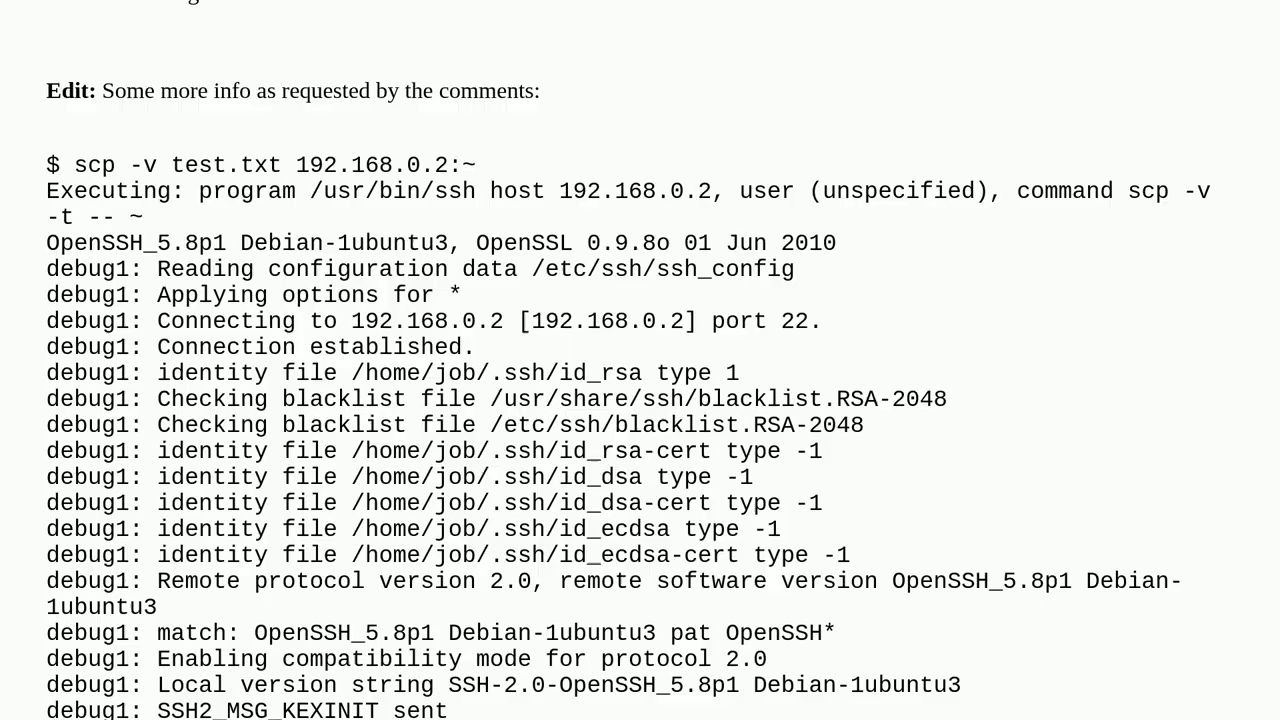 Edit: Some more info as requested by the comments:
$ scp -v test.txt 192.168.0.2:~
Executing: program /usr/bin/ssh host 192.168.0.2, user (unspecified), command scp -v
-t -- ~
OpenSSH_5.8p1 Debian-1ubuntu3, OpenSSL 0.9.8o 01 Jun 2010
debug1: Reading configuration data /etc/ssh/ssh_config
debug1: Applying options for *
debug1: Connecting to 192.168.0.2 [192.168.0.2] port 22.
debug1: Connection established.
debug1: identity file /home/job/.ssh/id_rsa type 1
debug1: Checking blacklist file /usr/share/ssh/blacklist.RSA-2048
debug1: Checking blacklist file /etc/ssh/blacklist.RSA-2048
debug1: identity file /home/job/.ssh/id_rsa-cert type -1
debug1: identity file /home/job/.ssh/id_dsa type -1
debug1: identity file /home/job/.ssh/id_dsa-cert type -1
debug1: identity file /home/job/.ssh/id_ecdsa type -1
debug1: identity file /home/job/.ssh/id_ecdsa-cert type -1
debug1: Remote protocol version 2.0, remote software version OpenSSH_5.8p1 Debian-
1ubuntu3
debug1: match: OpenSSH_5.8p1 Debian-1ubuntu3 pat OpenSSH*
debug1: Enabling compatibility mode for protocol 2.0
debug1: Local version string SSH-2.0-OpenSSH_5.8p1 Debian-1ubuntu3
debug1: SSH2_MSG_KEXINIT sent